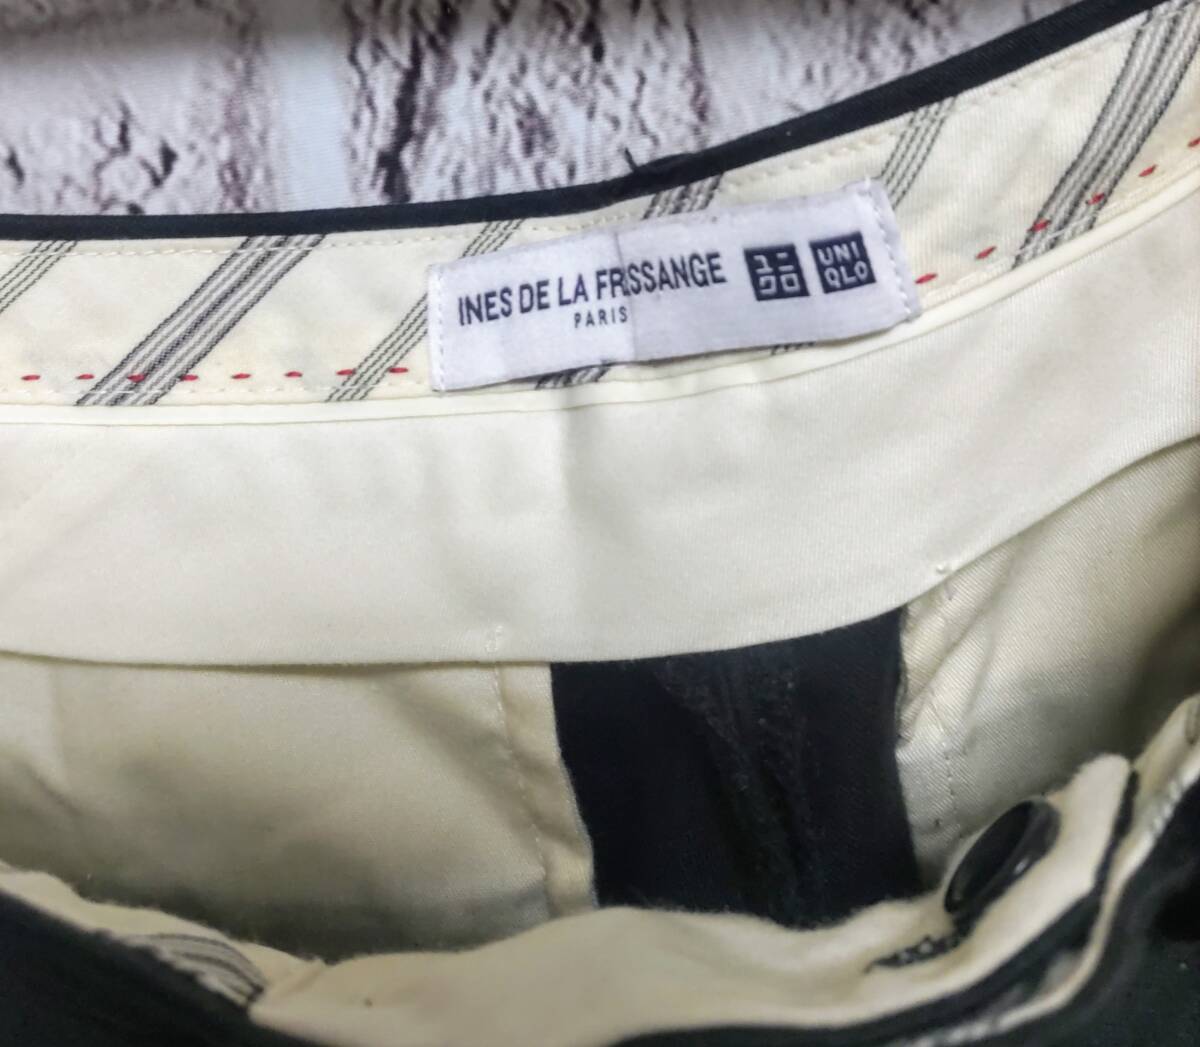 INES DE LA FRESSANGE
PARIS
ユニ
クロ
UNI
QLO